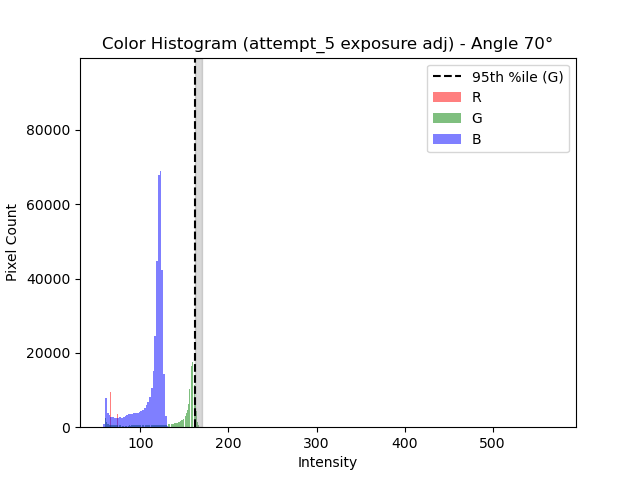 Color Histogram (attempt_5 exposure adj) - Angle 70°
95th %ile (G)
R
G
B
80000
60000
40000
20000
0
Pixel Count
100
200
300
400
500
Intensity